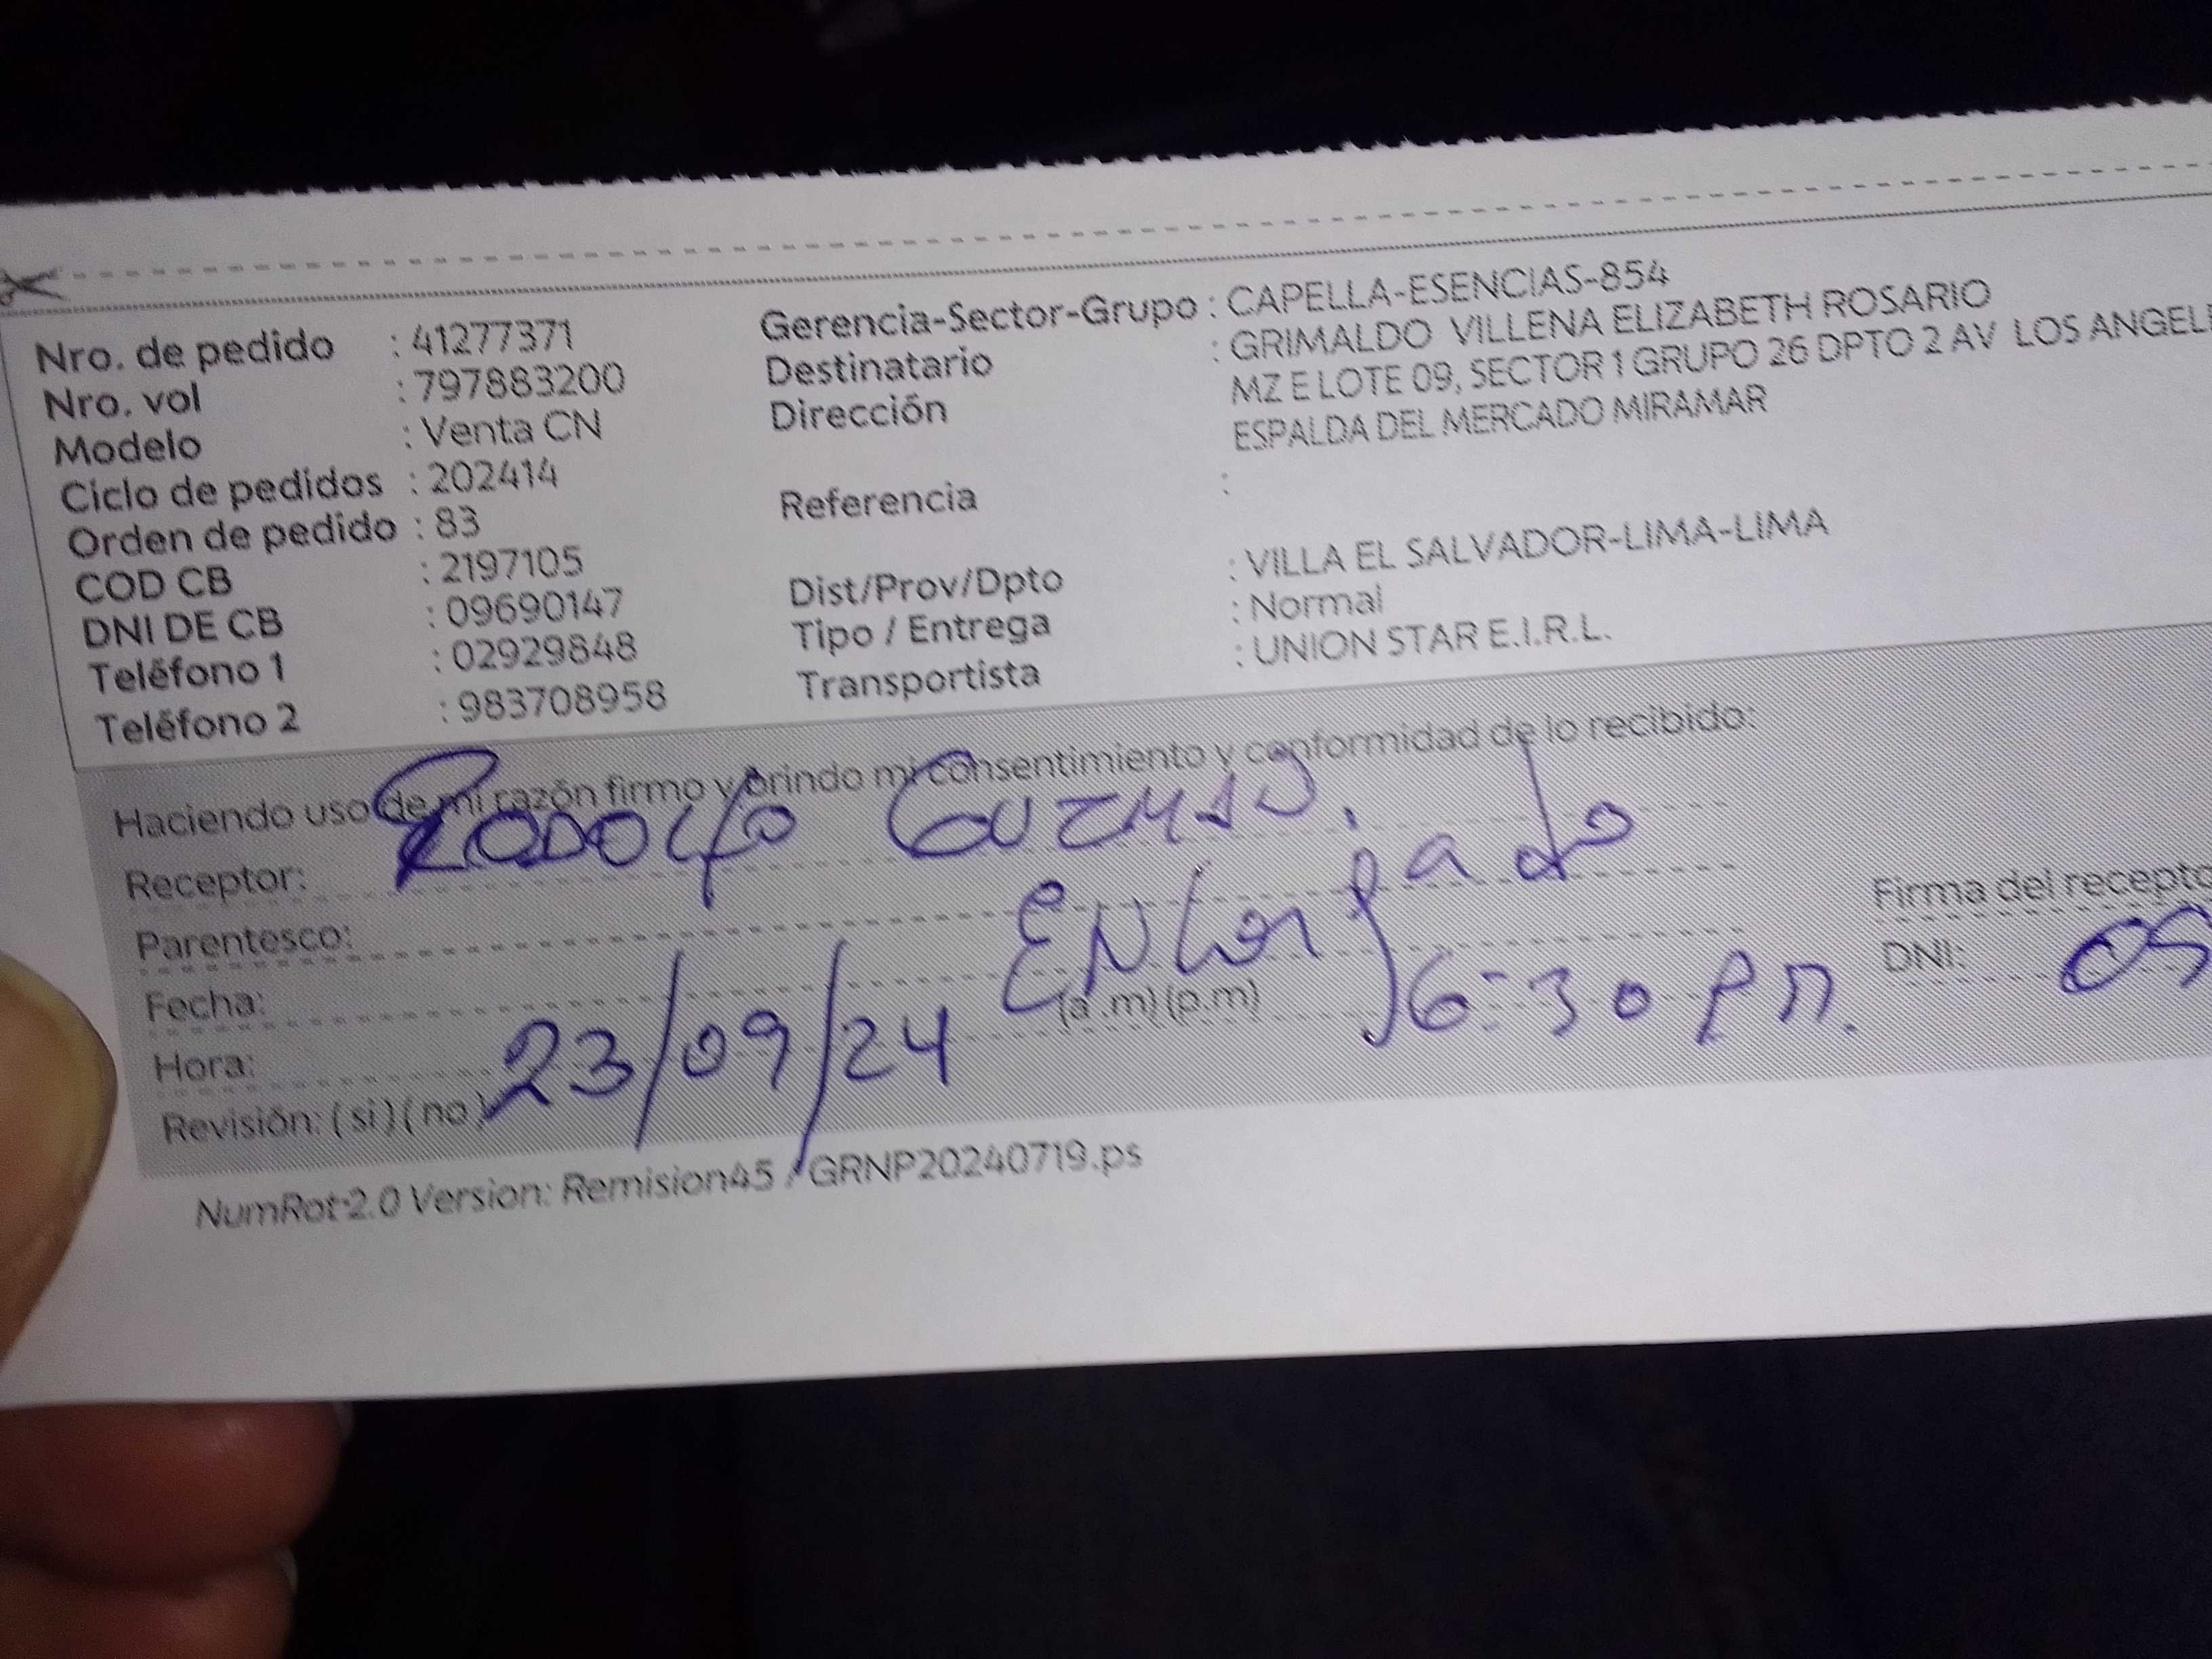 Nro. de pedido : 41277371
Nro. vol : 797883200
Modelo : Venta CN
Ciclo de pedidos : 202414
Orden de pedido : 83
COD CB : 2197105
DNI DE CB : 09690147
Teléfono 1 : 02929848
Teléfono 2 : 983708958
Gerencia-Sector-Grupo : CAPELLA-ESENCIAS-854
Destinatario : GRIMALDO VILLENA ELIZABETH ROSARIO
Dirección MZ E LOTE 09, SECTOR 1 GRUPO 26 DPTO 2 AV LOS ANGELE
ESPALDA DEL MERCADO MIRAMAR
Referencia :
Dist/Prov/Dpto : VILLA EL SALVADOR-LIMA-LIMA
Tipo / Entrega : Normal
Transportista : UNION STAR E.I.R.L.
Haciendo uso de mi razón firmo y brindo mi consentimiento y conformidad de lo recibido:
Receptor: RODOLFO GUZMAN.
Parentesco: ENCARGADO
Fecha: 23/09/24
Hora: (a.m) (p.m) 6:30 Pm.
Revisión: (si) (no)
Firma del recepto
DNI: 09
NumRot-2.0 Version: Remision45 / GRNP20240719.ps